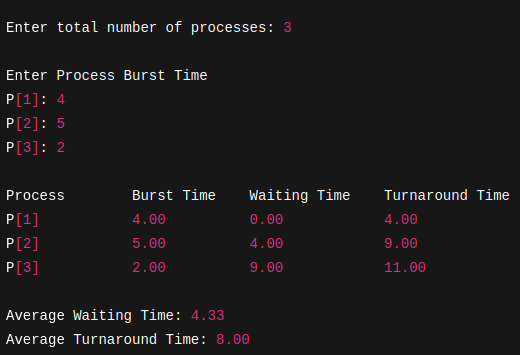 Enter total number of processes: 3
Enter Process Burst Time
P[1]: 4
P[2]: 5
P[3]: 2
Process Burst Time Waiting Time Turnaround Time
P[1] 4.00 0.00 4.00
P[2] 5.00 4.00 9.00
P[3] 2.00 9.00 11.00
Average Waiting Time: 4.33
Average Turnaround Time: 8.00